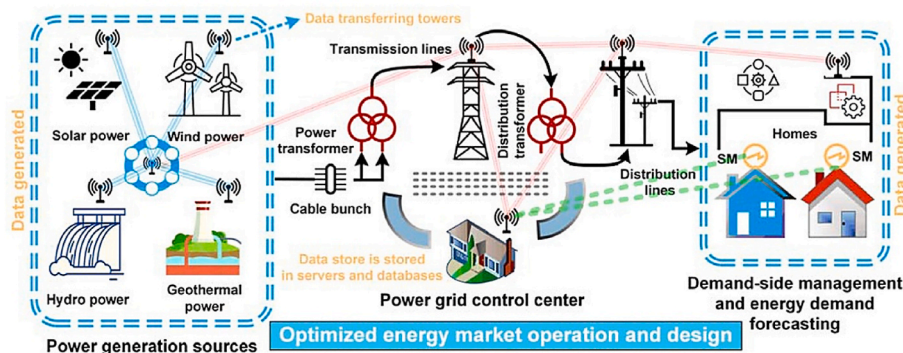 Data transferring towers
Data generated
Solar power
Wind power
Hydro power
Geothermal
power
Power generation sources
Transmission lines
Power
transformer
Cable bunch
Distribution
transformer
Distribution
lines
Data store is stored
in servers and databases
Power grid control center
Homes
SM
SM
Data generated
Demand-side management
and energy demand
forecasting
Optimized energy market operation and design